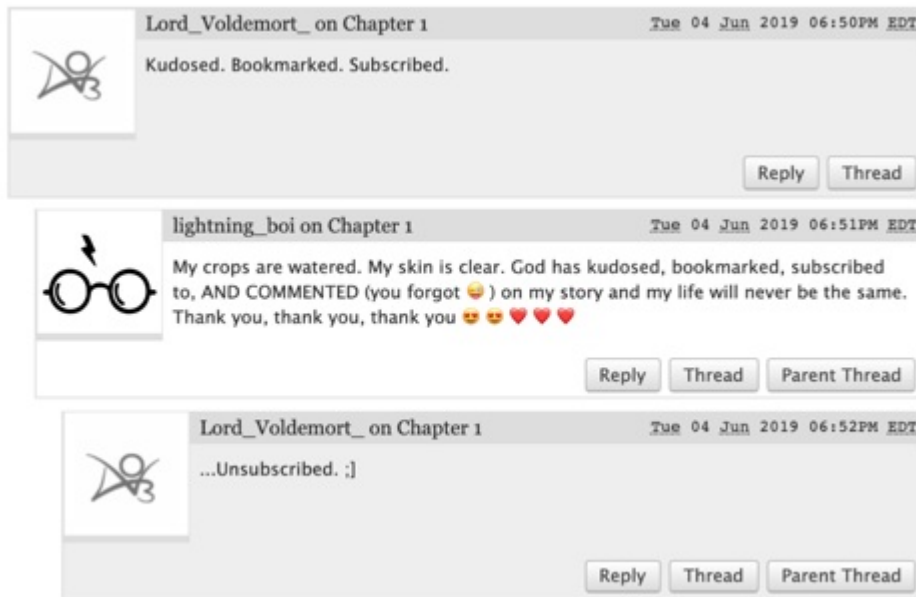 Lord_Voldemort_ on Chapter 1
Tue 04 Jun 2019 06:50PM EDT
Kudosed. Bookmarked. Subscribed.
Reply Thread
lightning_boi on Chapter 1
Tue 04 Jun 2019 06:51PM EDT
My crops are watered. My skin is clear. God has kudosed, bookmarked, subscribed
to, AND COMMENTED (you forgot 😜 ) on my story and my life will never be the same.
Thank you, thank you, thank you 😍 😍 ❤️ ❤️ ❤️
Reply Thread Parent Thread
Lord_Voldemort_ on Chapter 1
Tue 04 Jun 2019 06:52PM EDT
...Unsubscribed. ;]
Reply Thread Parent Thread